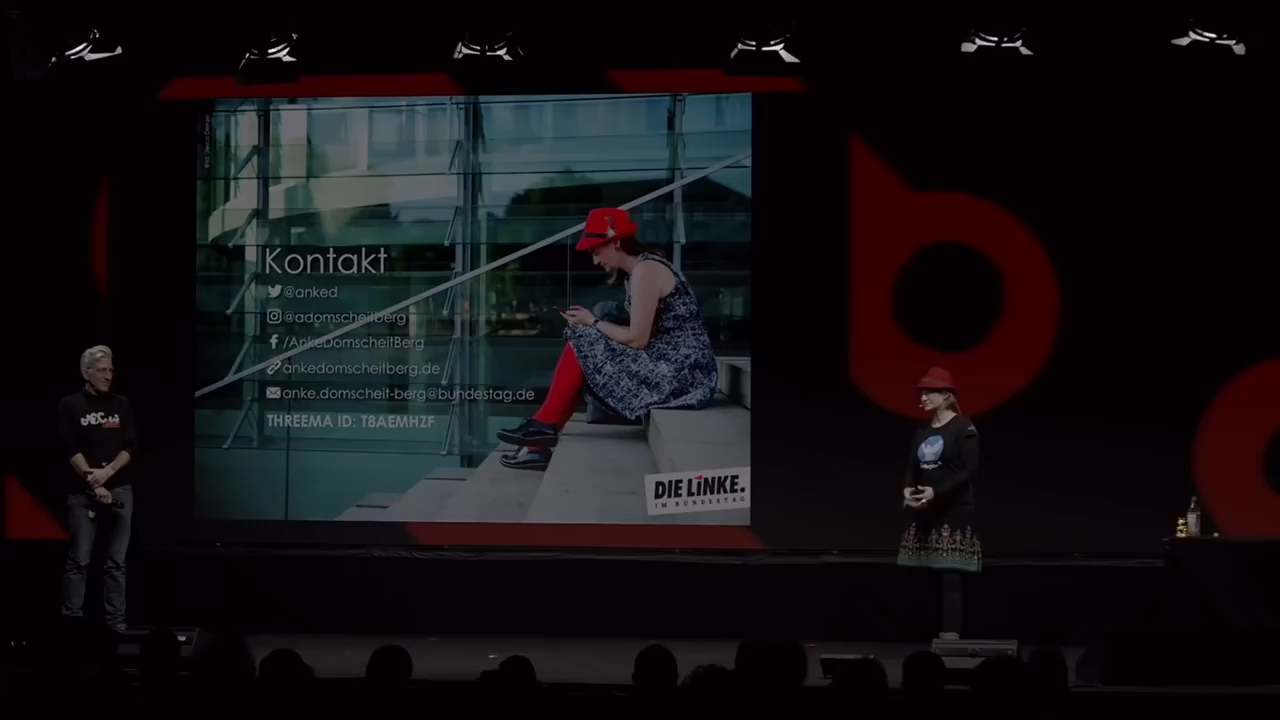 Kontakt
@anked
@adomscheitberg
/AnkeDomscheitBerg
ankedomscheitberg.de
anke.domscheit-berg@bundestag.de
THREEMA ID: T8AEMHZF
DIE LiNKE.
IM BUNDESTAG